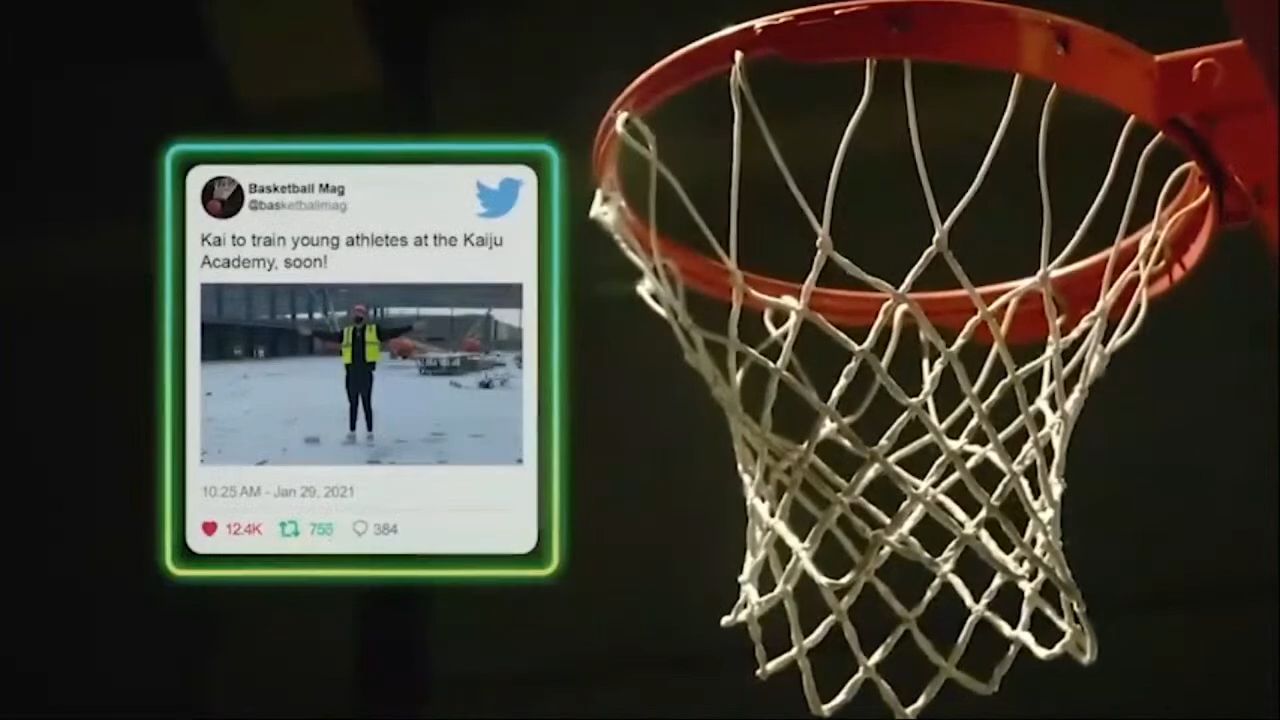 Basketball Mag
@basketballmag
Kai to train young athletes at the Kaiju
Academy, soon!
10:25 AM - Jan 29, 2021
12.4K 755 384